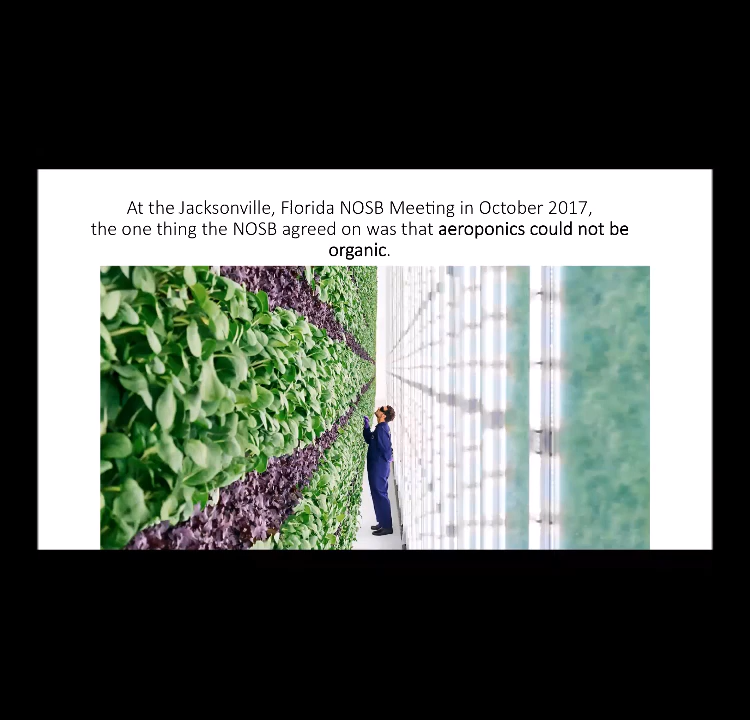 At the Jacksonville, Florida NOSB Meeting in October 2017,
the one thing the NOSB agreed on was that aeroponics could not be
organic.